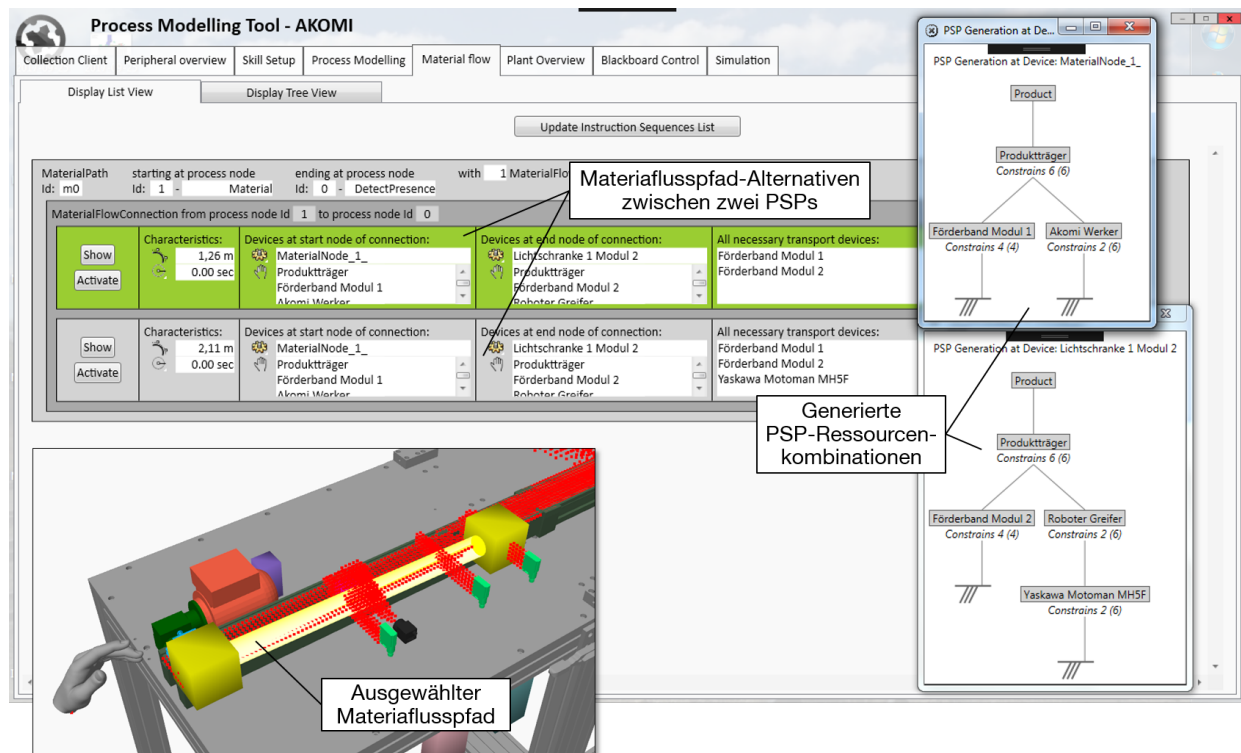 Process Modelling Tool - AKOMI
Collection Client
Peripheral overview
Skill Setup
Process Modelling
Material flow
Plant Overview
Blackboard Control
Simulation
Display List View
Display Tree View
Update Instruction Sequences List
MaterialPath starting at process node ending at process node with 1 MaterialFlo
Id: m0 Id: 1 - Material Id: 0 - DetectPresence
Materiaflusspfad-Alternativen
zwischen zwei PSPs
MaterialFlowConnection from process node Id 1 to process node Id 0
Show
Activate
Characteristics:
1,26 m
0.00 sec
Devices at start node of connection:
MaterialNode_1_
Produktträger
Förderband Modul 1
Akomi Werker
Devices at end node of connection:
Lichtschranke 1 Modul 2
Produktträger
Förderband Modul 2
Roboter Greifer
All necessary transport devices:
Förderband Modul 1
Förderband Modul 2
Show
Activate
Characteristics:
2,11 m
0.00 sec
Devices at start node of connection:
MaterialNode_1_
Produktträger
Förderband Modul 1
Akomi Werker
Devices at end node of connection:
Lichtschranke 1 Modul 2
Produktträger
Förderband Modul 2
Roboter Greifer
All necessary transport devices:
Förderband Modul 1
Förderband Modul 2
Yaskawa Motoman MH5F
Generierte
PSP-Ressourcen-
kombinationen
Ausgewählter
Materiaflusspfad
PSP Generation at De...
PSP Generation at Device: MaterialNode_1_
Product
Produktträger
Constrains 6 (6)
Förderband Modul 1
Constrains 4 (4)
Akomi Werker
Constrains 2 (6)
PSP Generation at Device: Lichtschranke 1 Modul 2
Product
Produktträger
Constrains 6 (6)
Förderband Modul 2
Constrains 4 (4)
Roboter Greifer
Constrains 2 (6)
Yaskawa Motoman MH5F
Constrains 2 (6)